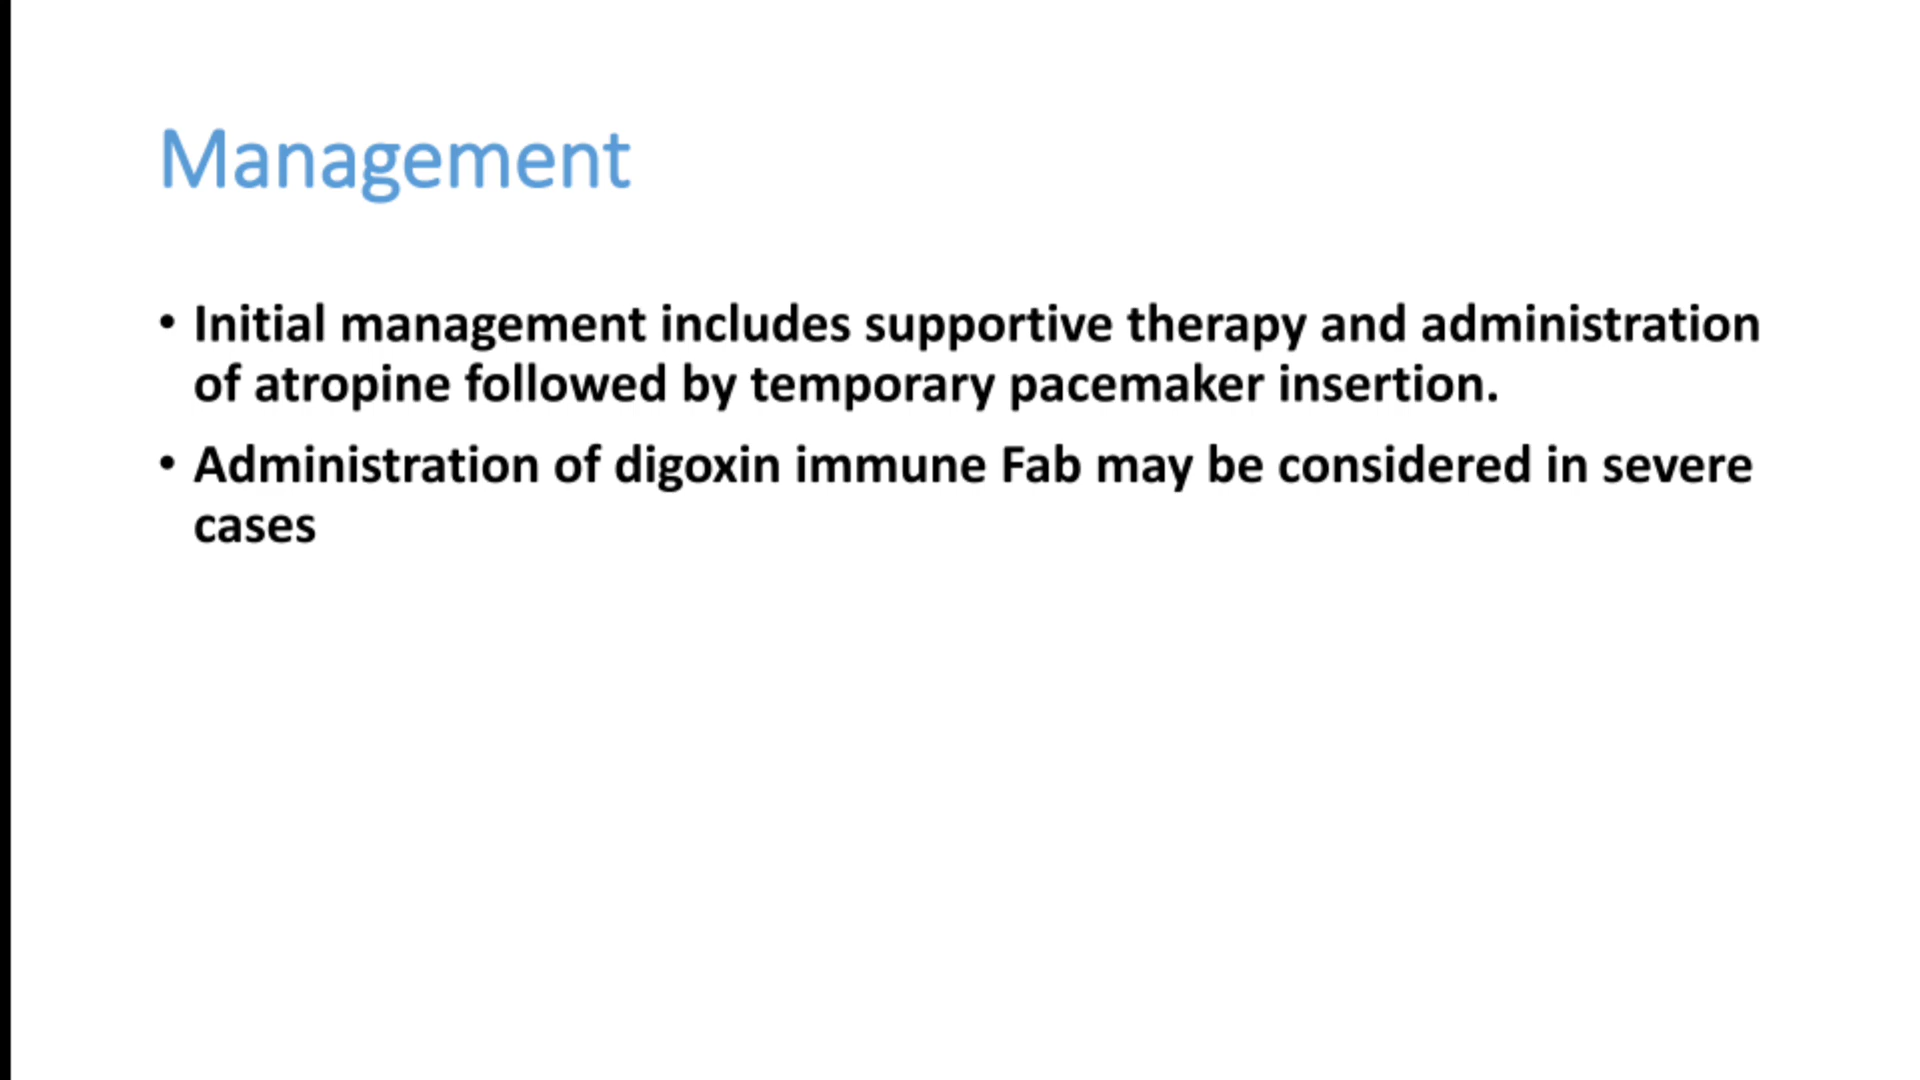 Management
• Initial management includes supportive therapy and administration
of atropine followed by temporary pacemaker insertion.
• Administration of digoxin immune Fab may be considered in severe
cases